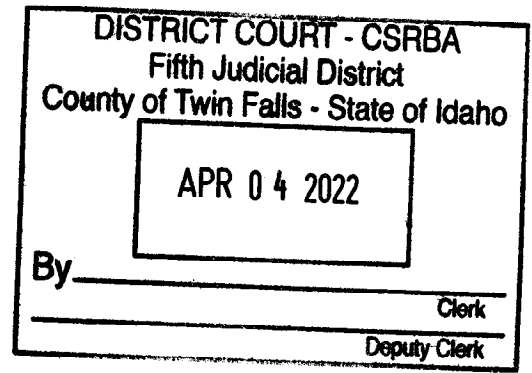 DISTRICT COURT - CSRBA
Fifth Judicial District
County of Twin Falls - State of Idaho
APR 04 2022
By
Clerk
Deputy Clerk